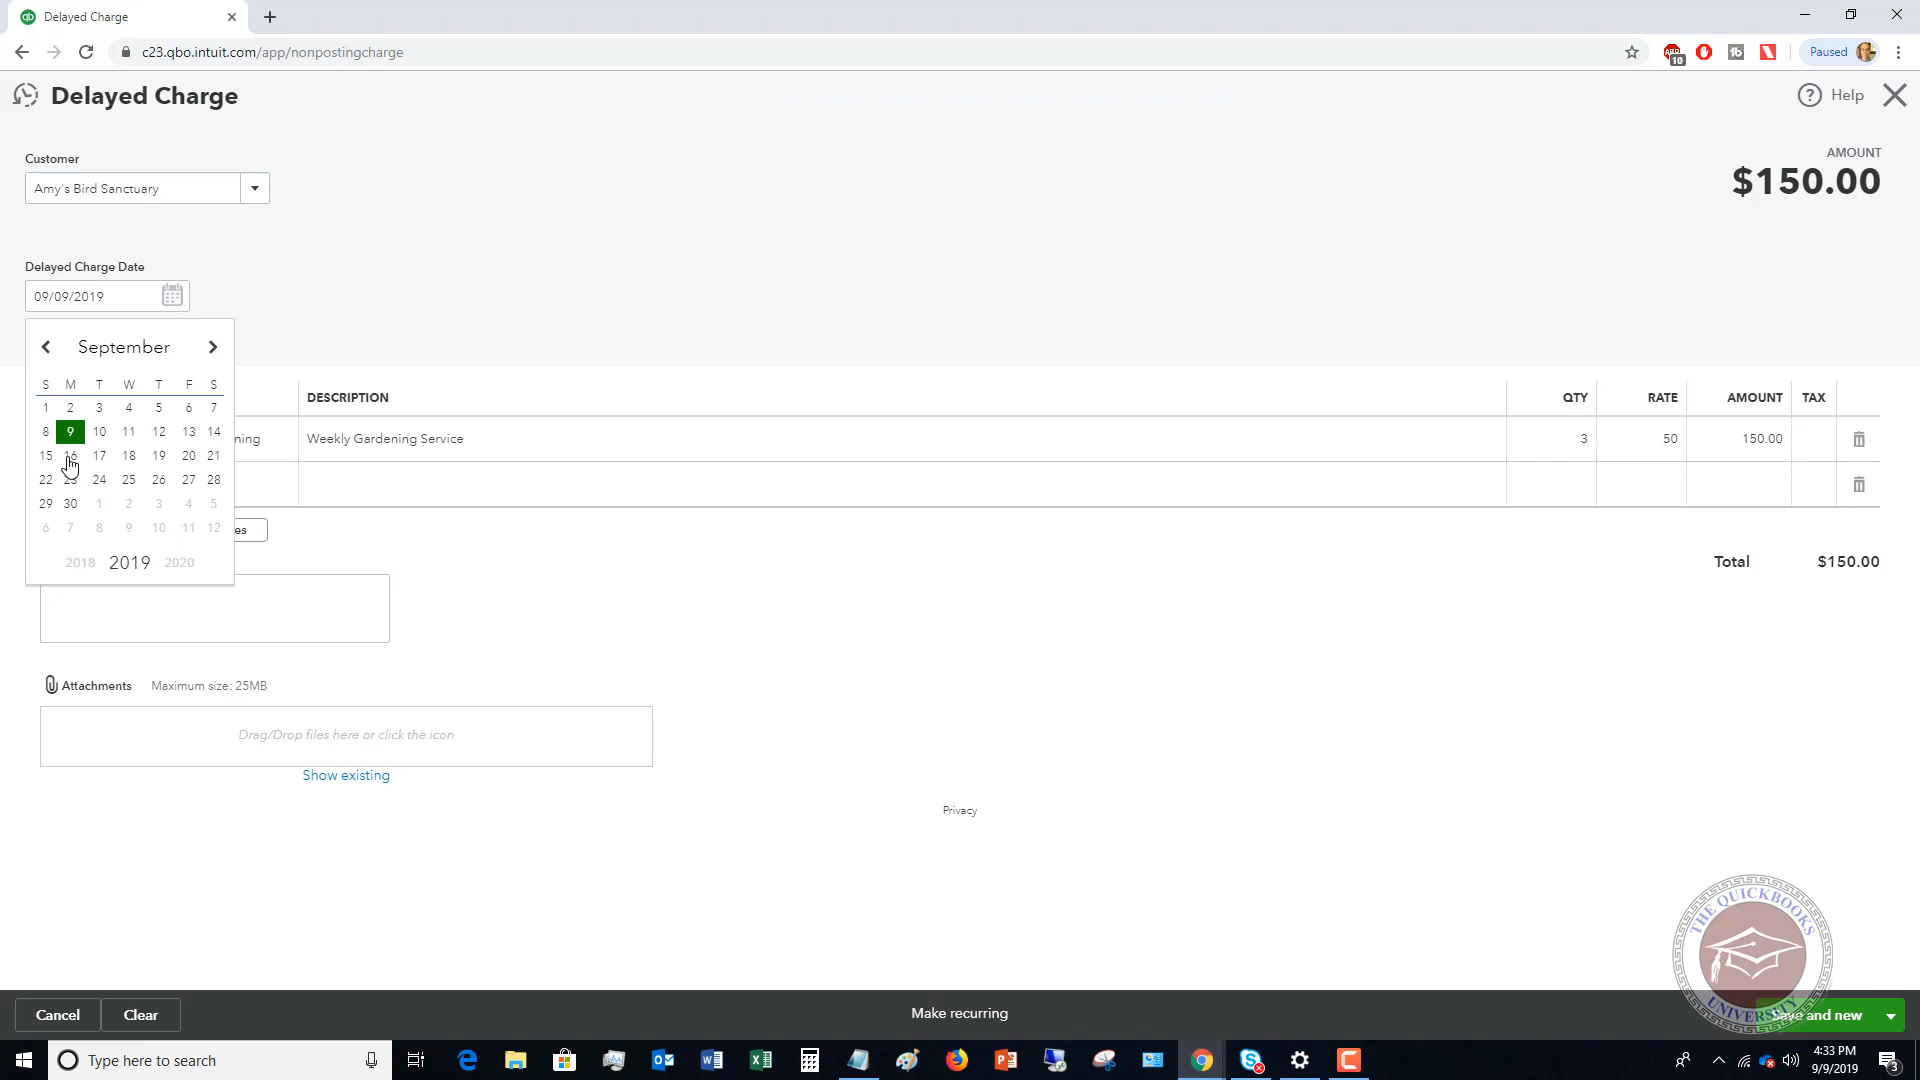 Delayed Charge
c23.qbo.intuit.com/app/nonpostingcharge
Paused
Delayed Charge
Help
Customer
Amy's Bird Sanctuary
AMOUNT
$150.00
Delayed Charge Date
09/09/2019
September
S M T W T F S
1 2 3 4 5 6 7
8 9 10 11 12 13 14
15 16 17 18 19 20 21
22 23 24 25 26 27 28
29 30 1 2 3 4 5
6 7 8 9 10 11 12
2018 2019 2020
DESCRIPTION QTY RATE AMOUNT TAX
ning Weekly Gardening Service 3 50 150.00
es
Total $150.00
Attachments Maximum size: 25MB
Drag/Drop files here or click the icon
Show existing
Privacy
THE QUICKBOOKS
UNIVERSITY
Cancel Clear Make recurring Save and new
Type here to search
4:33 PM
9/9/2019
3